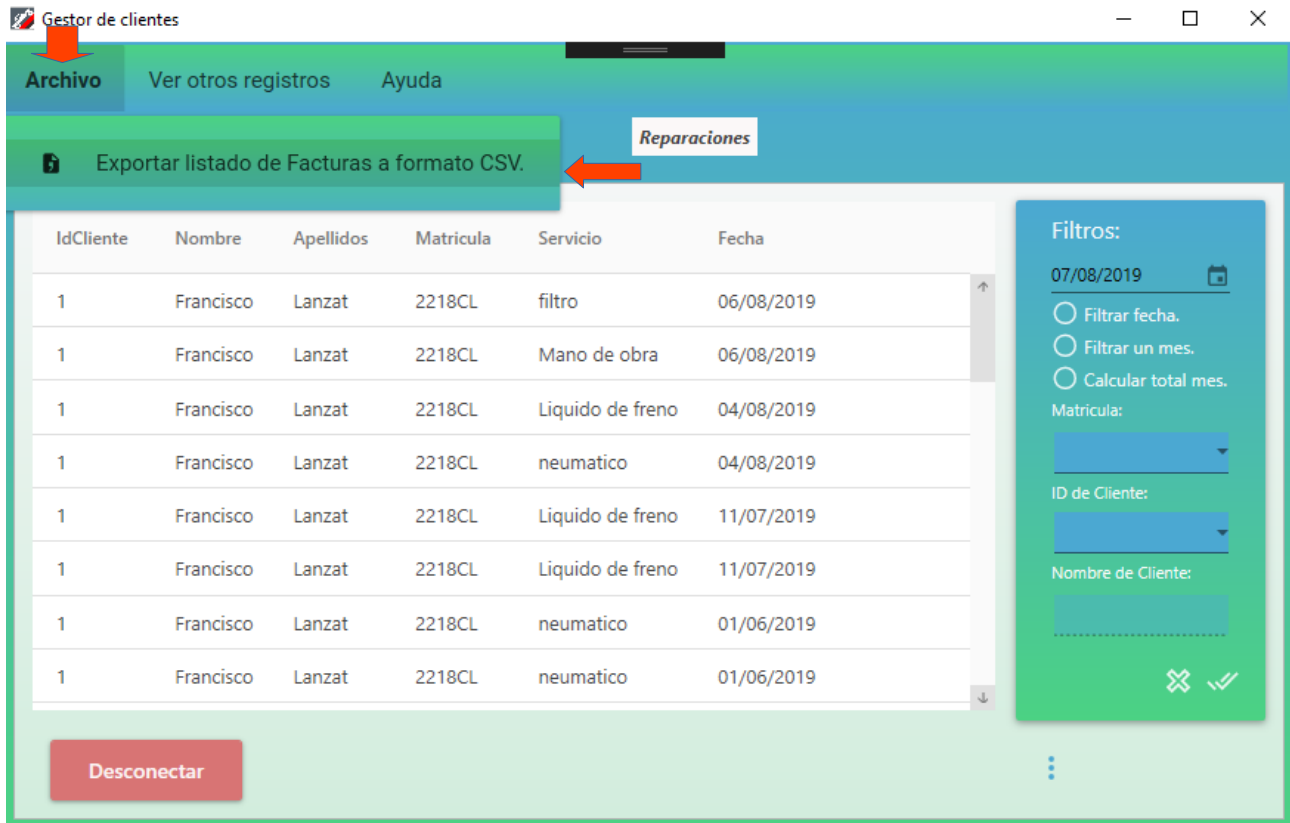 Gestor de clientes
Archivo Ver otros registros Ayuda
Reparaciones
Exportar listado de Facturas a formato CSV.
IdCliente Nombre Apellidos Matricula Servicio Fecha
1 Francisco Lanzat 2218CL filtro 06/08/2019
1 Francisco Lanzat 2218CL Mano de obra 06/08/2019
1 Francisco Lanzat 2218CL Liquido de freno 04/08/2019
1 Francisco Lanzat 2218CL neumatico 04/08/2019
1 Francisco Lanzat 2218CL Liquido de freno 11/07/2019
1 Francisco Lanzat 2218CL Liquido de freno 11/07/2019
1 Francisco Lanzat 2218CL neumatico 01/06/2019
1 Francisco Lanzat 2218CL neumatico 01/06/2019
Filtros:
07/08/2019
Filtrar fecha.
Filtrar un mes.
Calcular total mes.
Matricula:
ID de Cliente:
Nombre de Cliente:
Desconectar